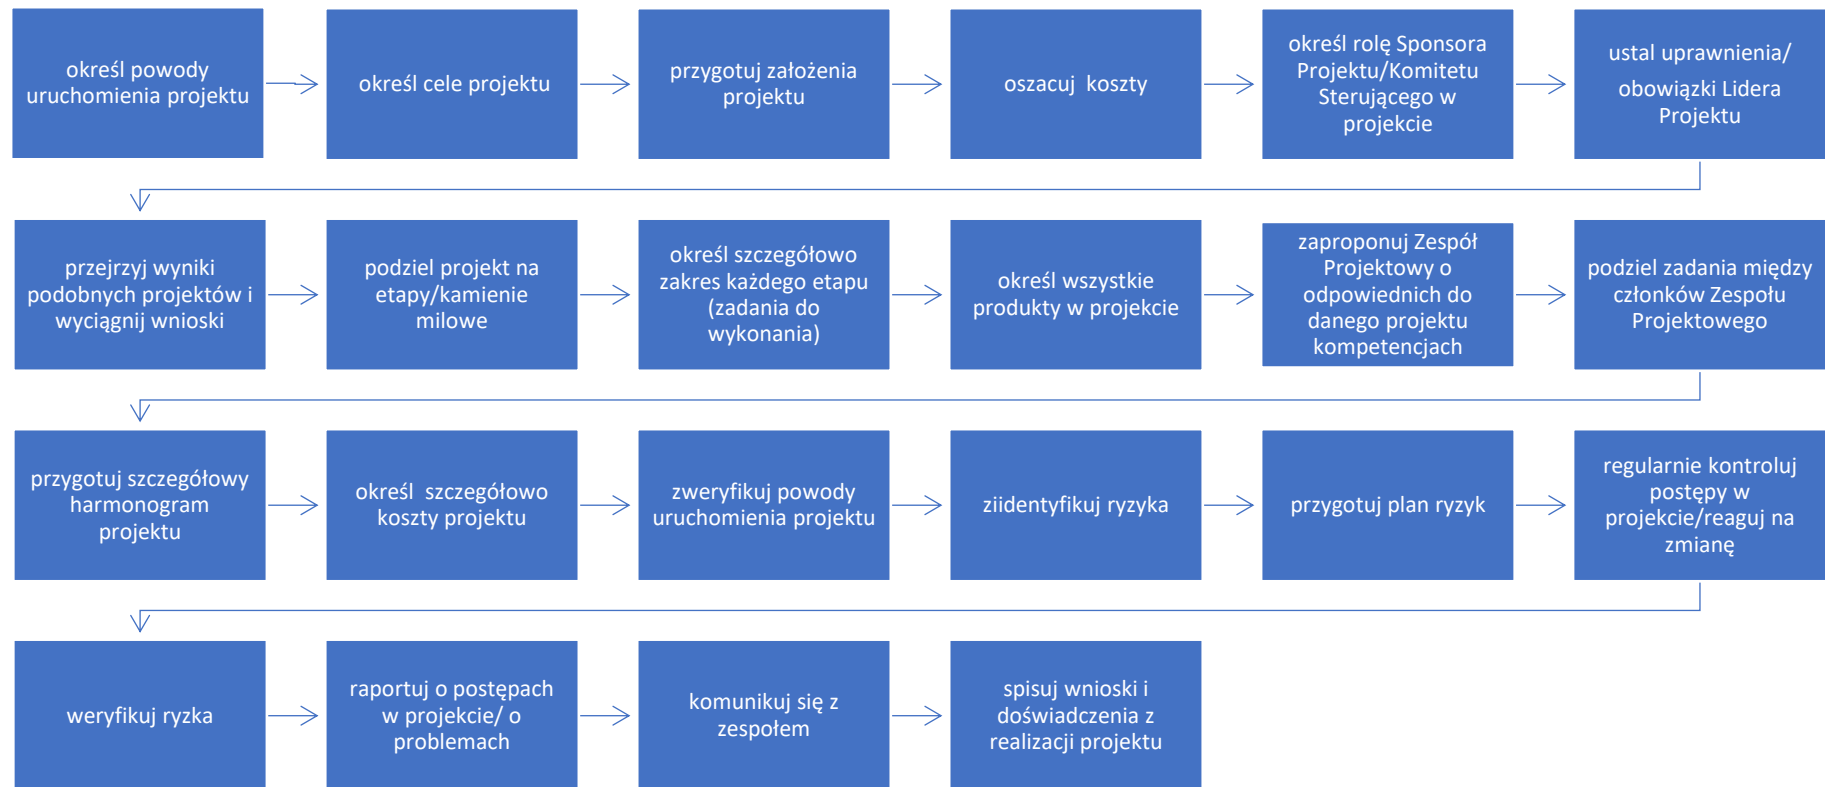 określ powody
uruchomienia projektu
określ cele projektu
przygotuj założenia
projektu
oszacuj  koszty
określ rolę Sponsora
Projektu/Komitetu
Sterującego w
projekcie
ustal uprawnienia/
obowiązki Lidera
Projektu
przejrzyj wyniki
podobnych projektów i
wyciągnij wnioski
podziel projekt na
etapy/kamienie
milowe
określ szczegółowo
zakres każdego etapu
(zadania do
wykonania)
określ wszystkie
produkty w projekcie
zaproponuj Zespół
Projektowy o
odpowiednich do
danego projektu
kompetencjach
podziel zadania między
członków Zespołu
Projektowego
przygotuj szczegółowy
harmonogram
projektu
określ  szczegółowo
koszty projektu
zweryfikuj powody
uruchomienia projektu
ziidentyfikuj ryzyka
przygotuj plan ryzyk
regularnie kontroluj
postępy w
projekcie/reaguj na
zmianę
weryfikuj ryzka
raportuj o postępach
w projekcie/ o
problemach
komunikuj się z
zespołem
spisuj wnioski i
doświadczenia z
realizacji projektu